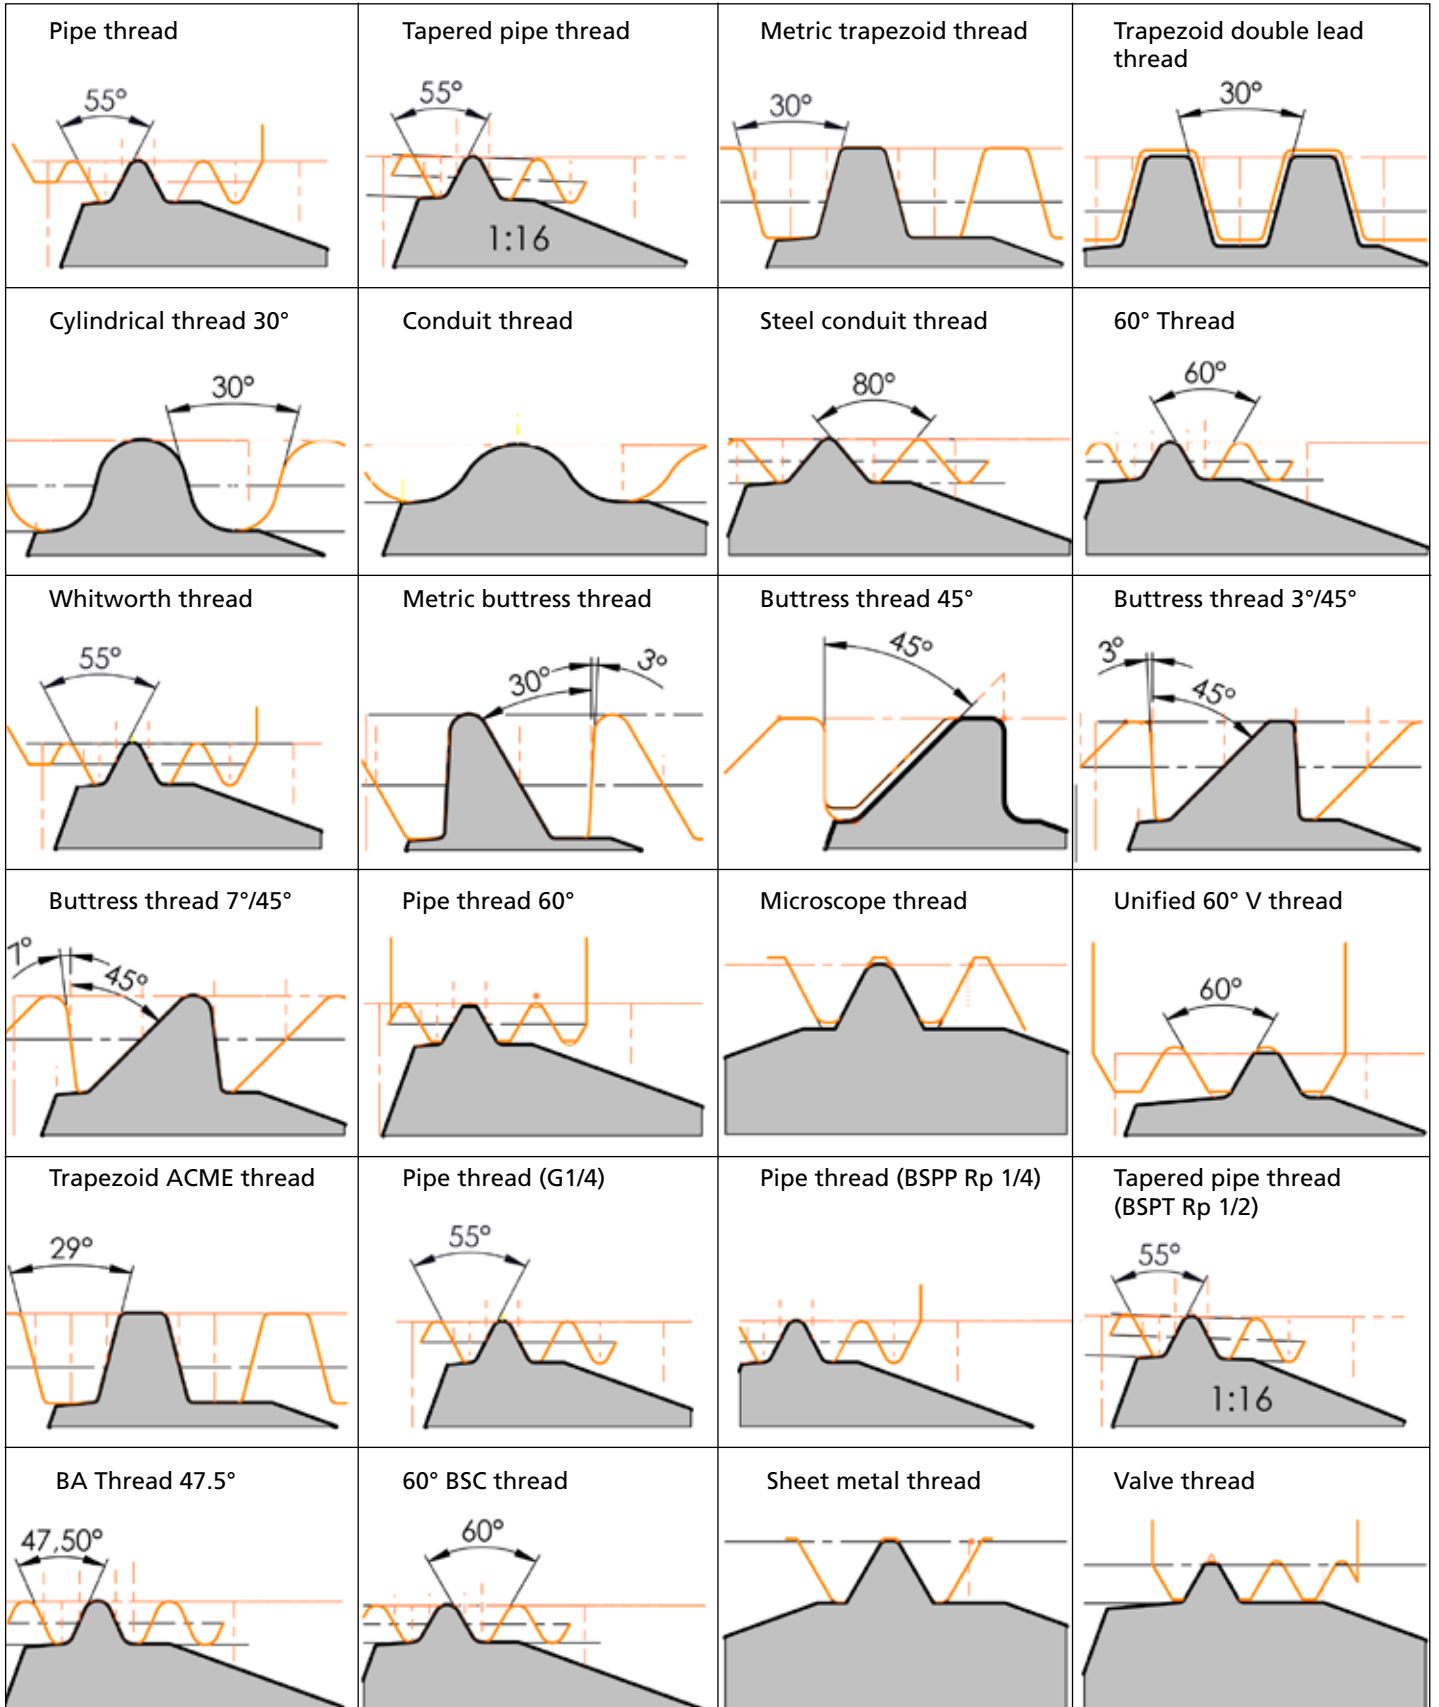 Pipe thread
55°
Tapered pipe thread
55°
1:16
Metric trapezoid thread
30°
Trapezoid double lead
thread
30°
Cylindrical thread 30°
30°
Conduit thread
Steel conduit thread
80°
60° Thread
60°
Whitworth thread
55°
Metric buttress thread
30°
3°
Buttress thread 45°
45°
Buttress thread 3°/45°
3°
45°
Buttress thread 7°/45°
7°
45°
Pipe thread 60°
Microscope thread
Unified 60° V thread
60°
Trapezoid ACME thread
29°
Pipe thread (G1/4)
55°
Pipe thread (BSPP Rp 1/4)
Tapered pipe thread
(BSPT Rp 1/2)
55°
1:16
BA Thread 47.5°
47,50°
60° BSC thread
60°
Sheet metal thread
Valve thread